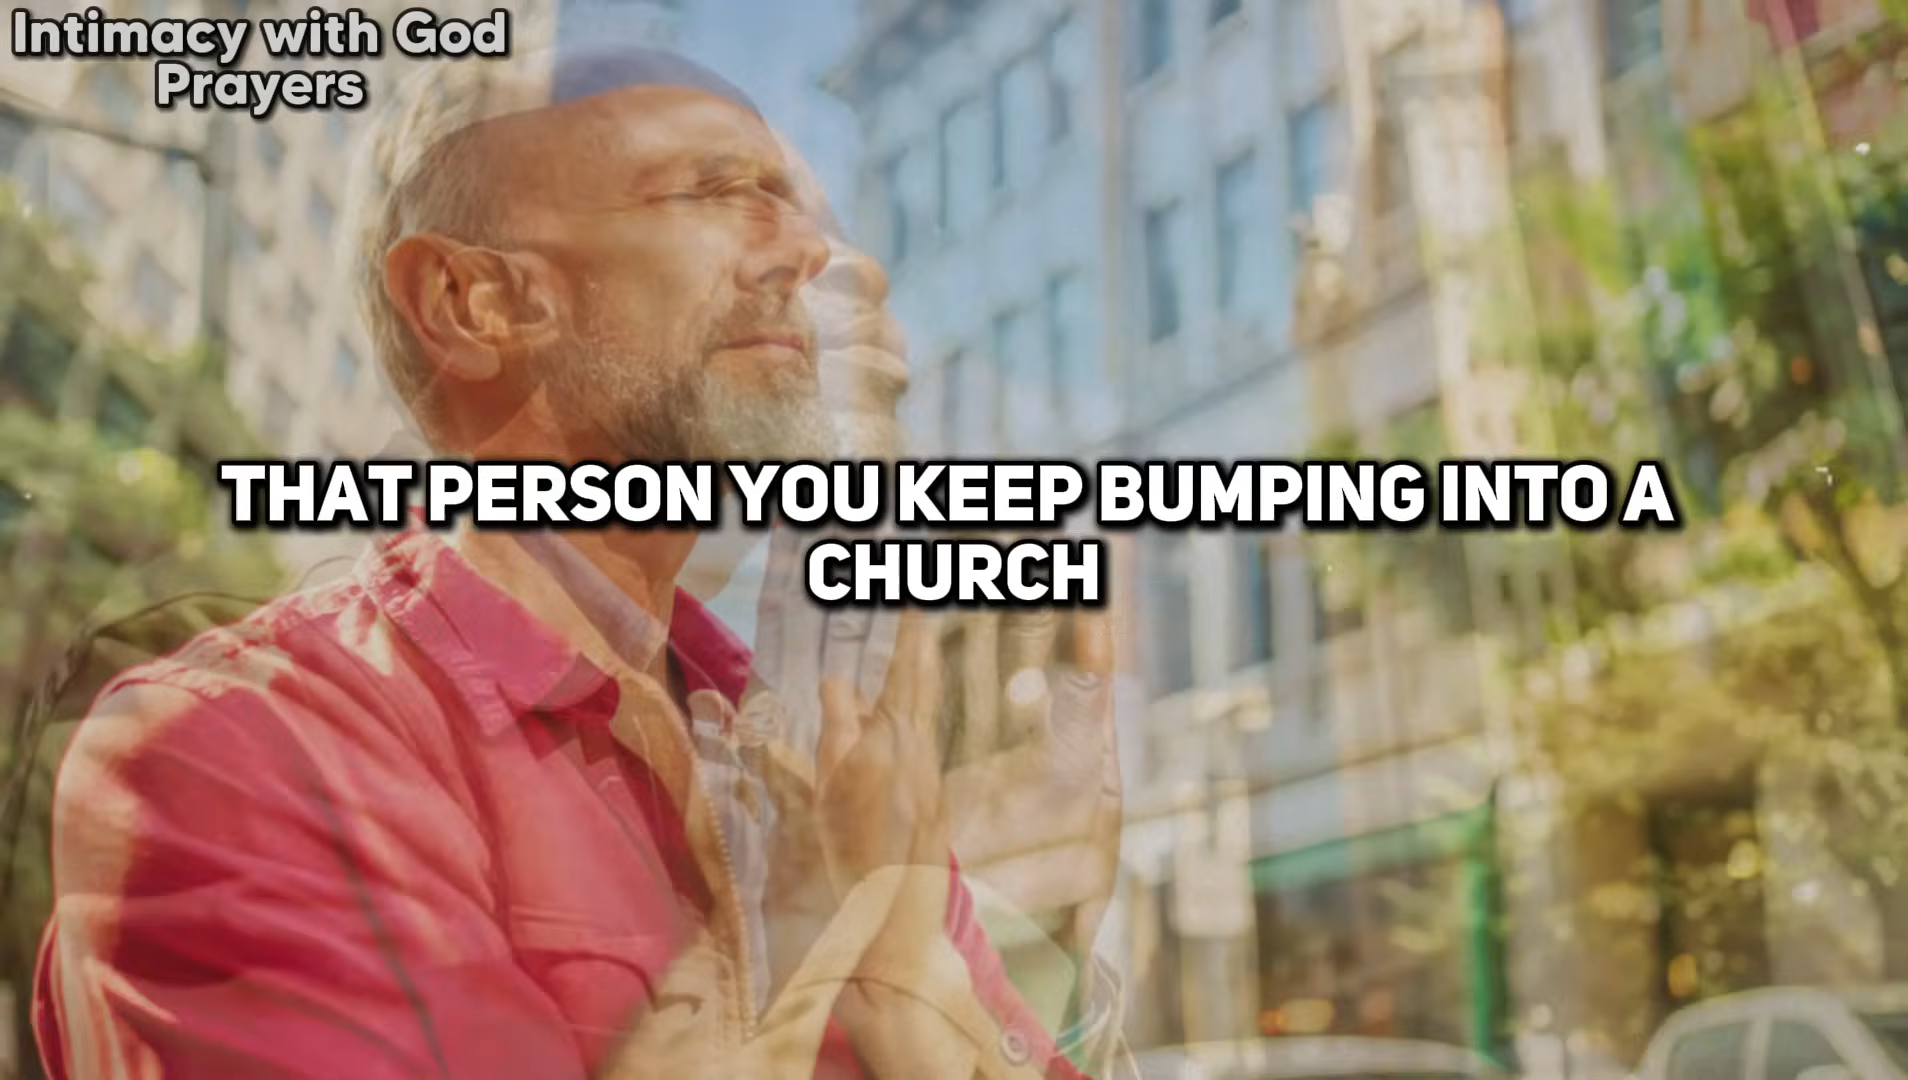 Intimacy with God
Prayers
THAT PERSON YOU KEEP BUMPING INTO A
CHURCH